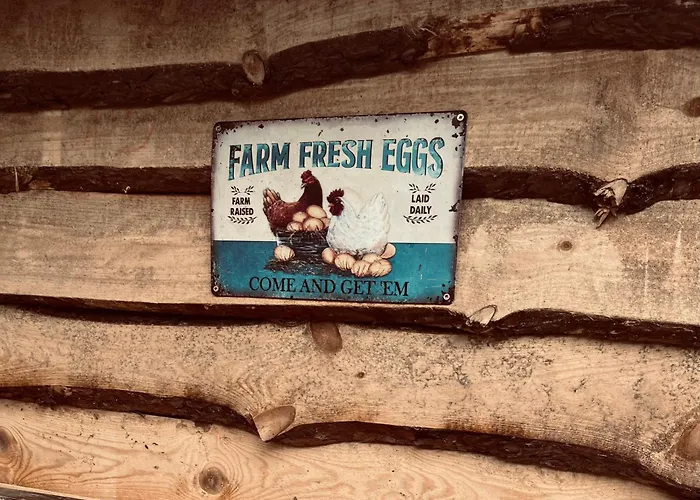 FARM FRESH EGGS
FARM
RAISED
LAID
DAILY
COME AND GET 'EM